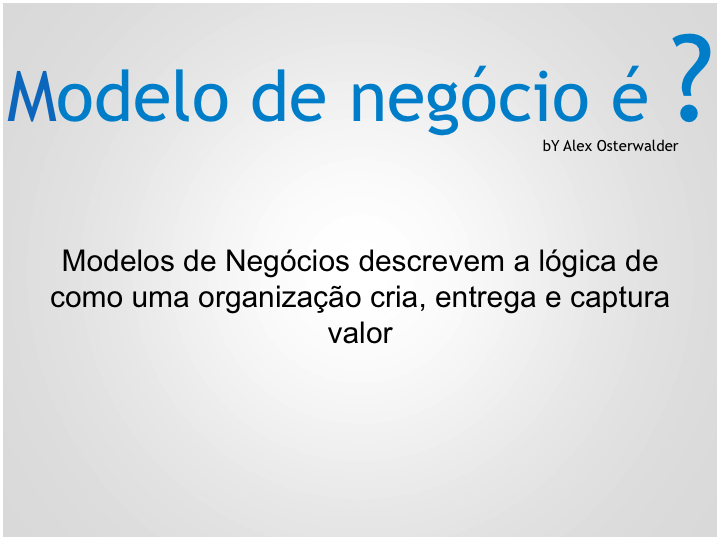 Modelo de negócio é ?
bY Alex Osterwalder
Modelos de Negócios descrevem a lógica de
como uma organização cria, entrega e captura
valor